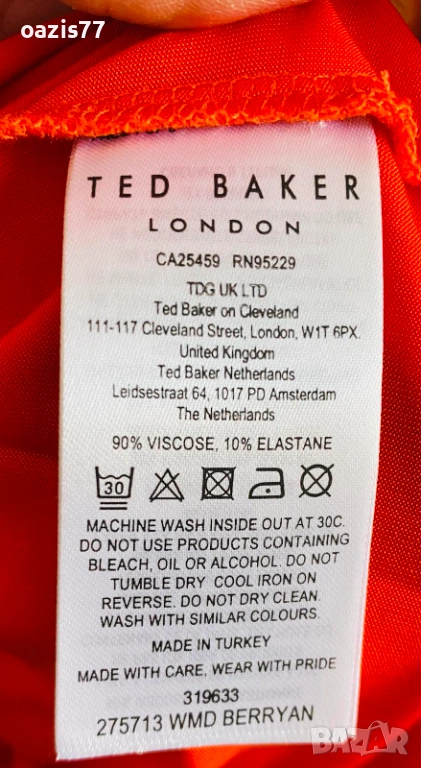 oazis77
TED BAKER
LONDON
CA25459 RN95229
TDG UK LTD
Ted Baker on Cleveland
111-117 Cleveland Street, London, W1T 6PX.
United Kingdom
Ted Baker Netherlands
Leidsestraat 64, 1017 PD Amsterdam
The Netherlands
90% VISCOSE, 10% ELASTANE
30
MACHINE WASH INSIDE OUT AT 30C.
DO NOT USE PRODUCTS CONTAINING
BLEACH, OIL OR ALCOHOL. DO NOT
TUMBLE DRY COOL IRON ON
REVERSE. DO NOT DRY CLEAN.
WASH WITH SIMILAR COLOURS.
MADE IN TURKEY
MADE WITH CARE, WEAR WITH PRIDE
319633
275713 WMD BERRYAN
BAZAR.BG